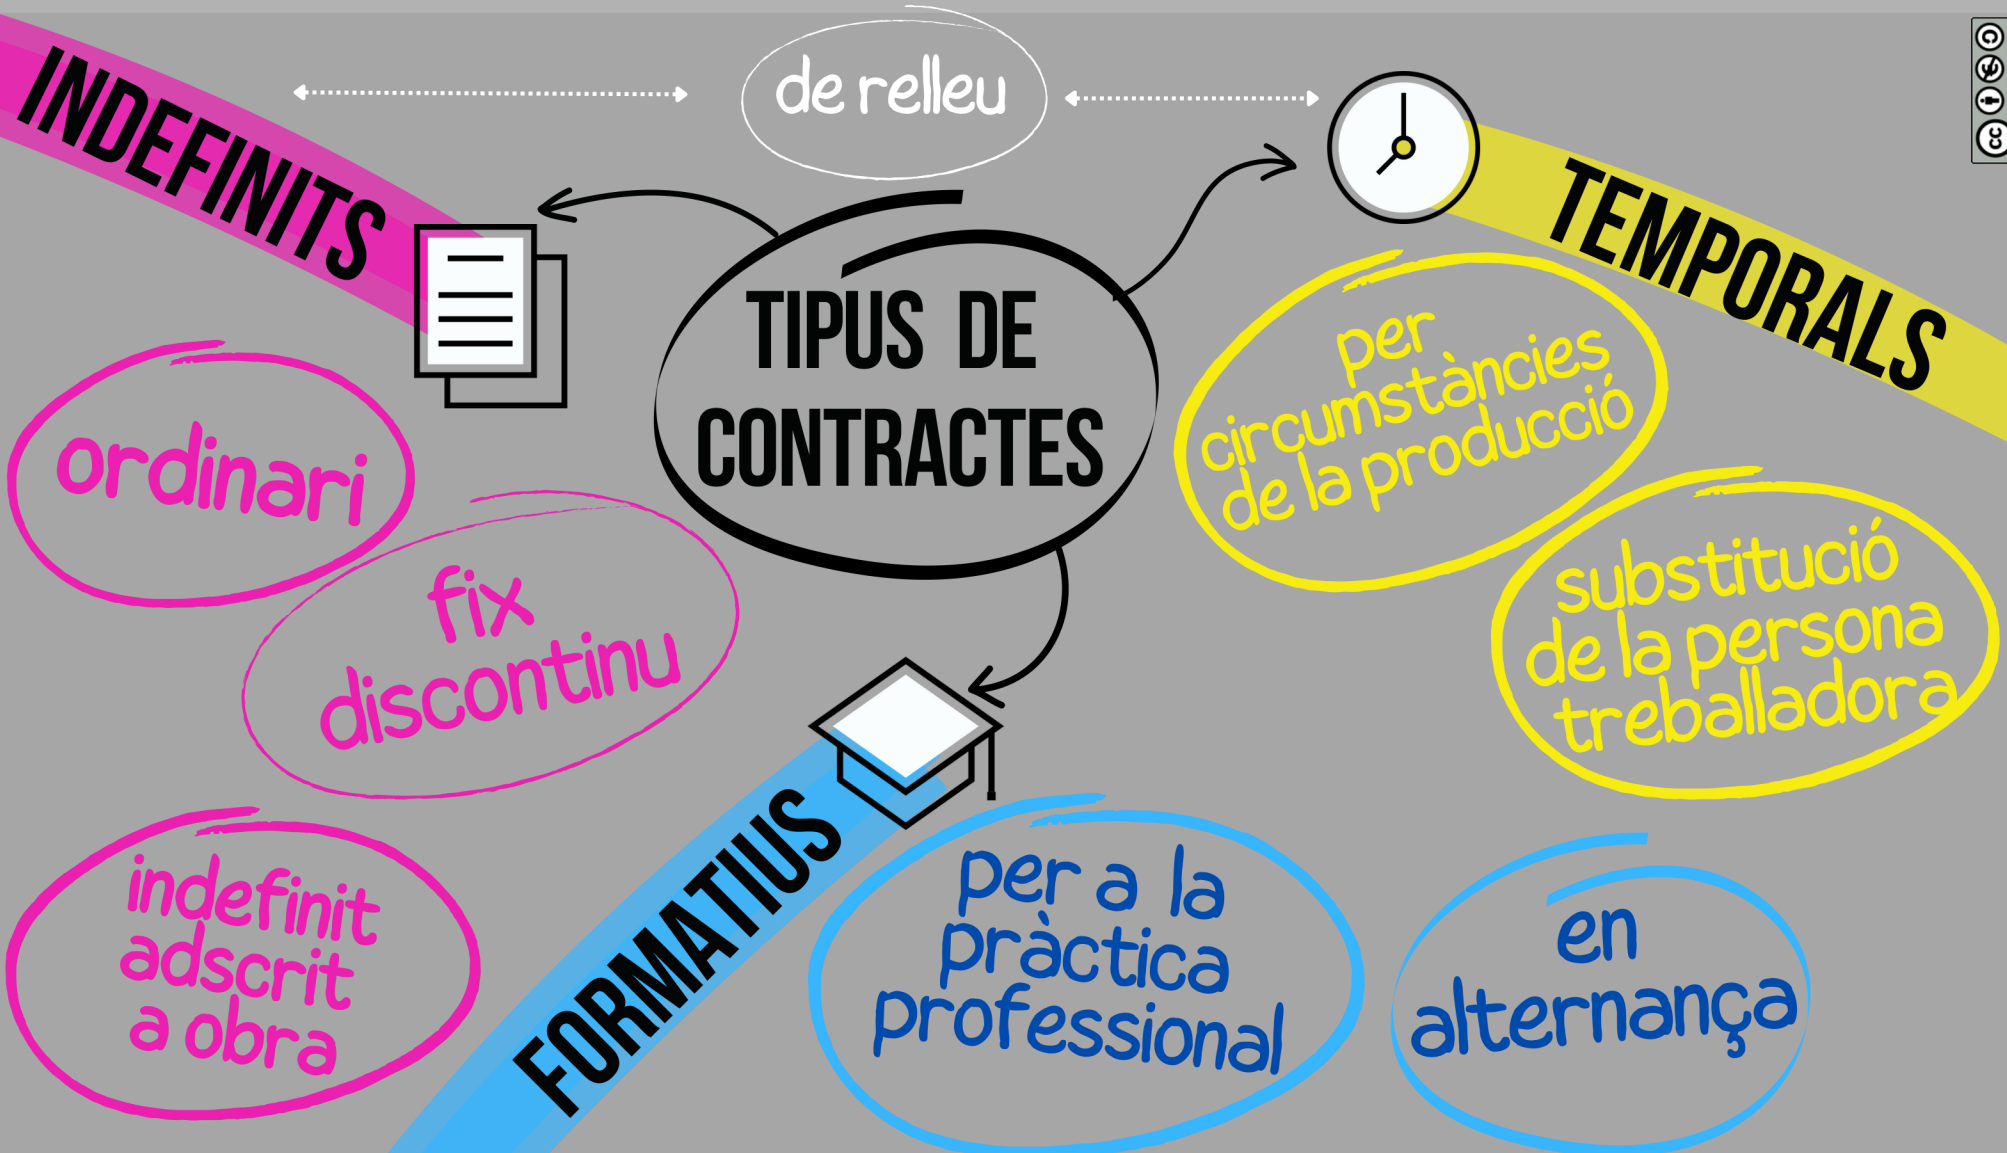 de relleu
INDEFINITS
TEMPORALS
TIPUS DE
CONTRACTES
ordinari
fix
discontinu
indefinit
adscrit
a obra
per
circumstàncies
de la producció
substitució
de la persona
treballadora
FORMATIUS
per a la
pràctica
professional
en
alternança
cc